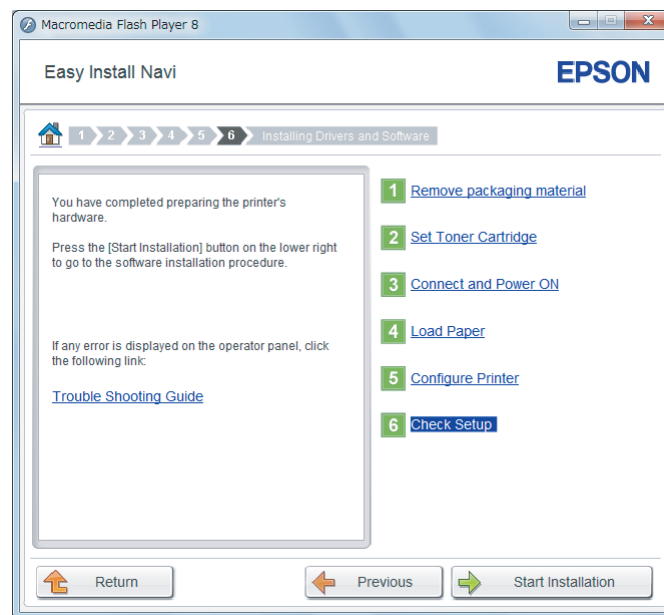 Macromedia Flash Player 8
Easy Install Navi
EPSON
1 2 3 4 5 6 Installing Drivers and Software
You have completed preparing the printer's
hardware.
Press the [Start Installation] button on the lower right
to go to the software installation procedure.
If any error is displayed on the operator panel, click
the following link:
Trouble Shooting Guide
1 Remove packaging material
2 Set Toner Cartridge
3 Connect and Power ON
4 Load Paper
5 Configure Printer
6 Check Setup
Return
Previous
Start Installation